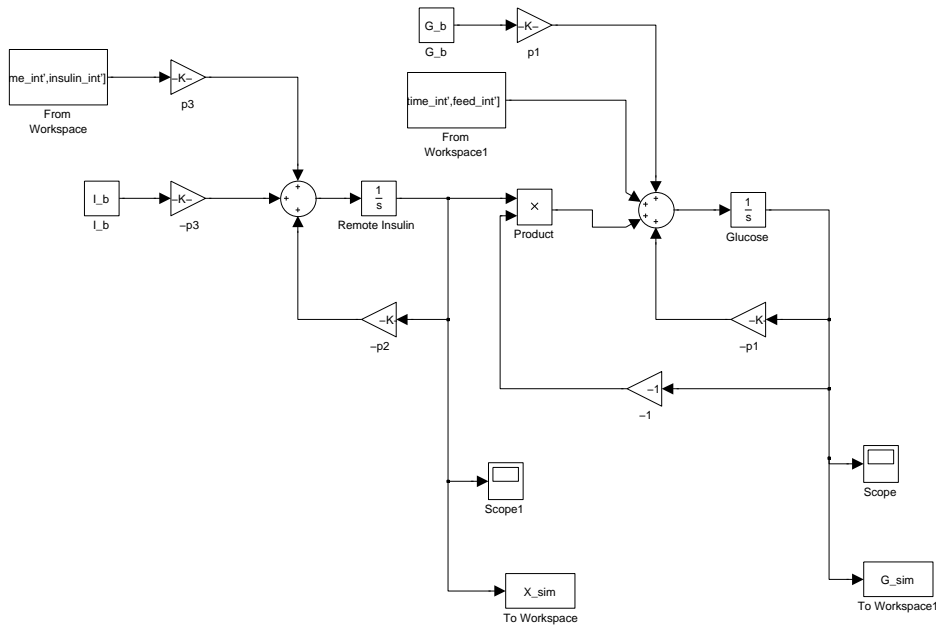 G_b
–K–
G_b
p1
me_int',insulin_int']
–K–
p3
From
Workspace
time_int',feed_int']
From
Workspace1
I_b
–K–
I_b
–p3
+
+
+
1
s
Remote Insulin
×
Product
+
+
+
+
+
1
s
Glucose
–K
–p2
–K
–p1
–1
–1
Scope1
Scope
X_sim
To Workspace
G_sim
To Workspace1